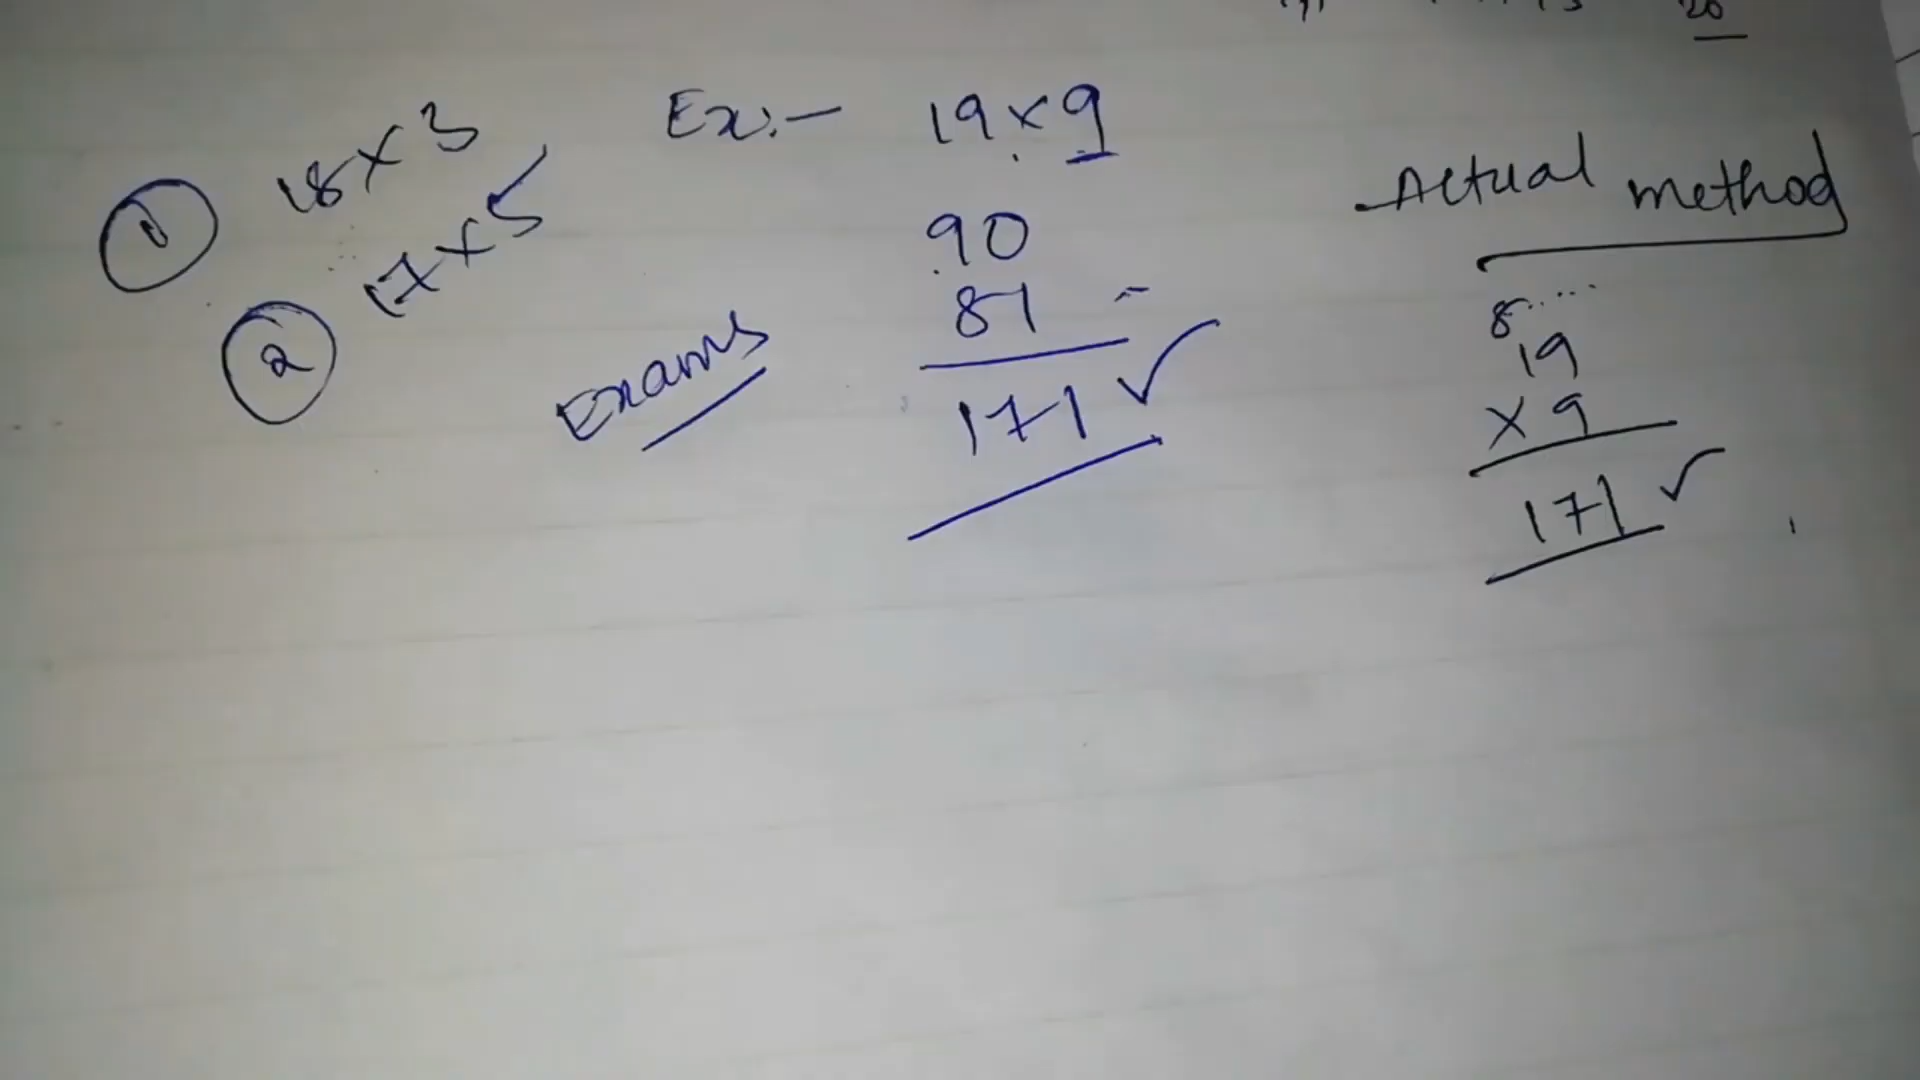 20
Ex:- 19 x 9
90
81
171 ✓
① 18 x 3
② 17 x 5 ✓
Exams
Actual method
8
19
x 9
171 ✓